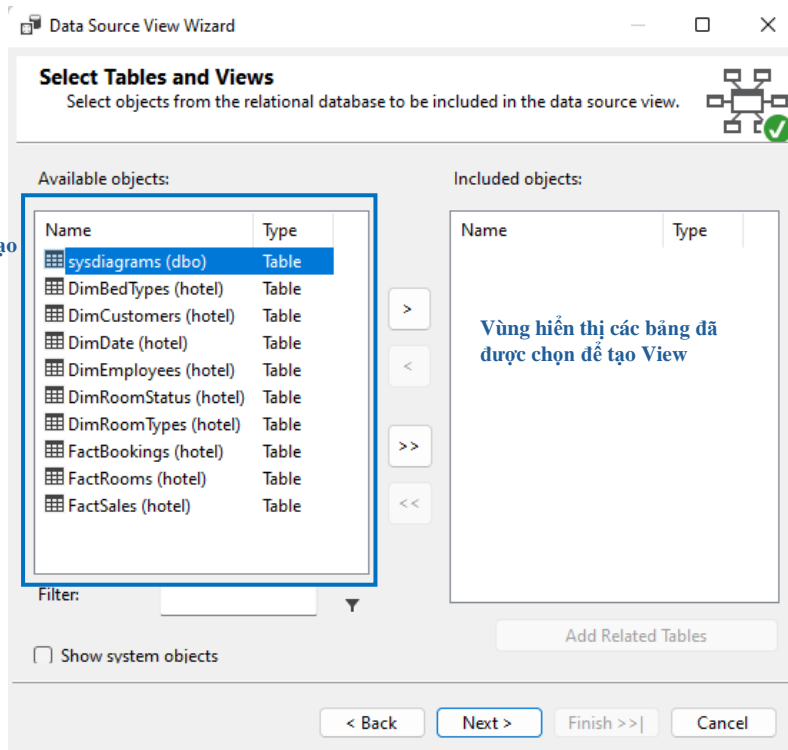 Data Source View Wizard
Select Tables and Views
Select objects from the relational database to be included in the data source view.
Available objects:
Included objects:
Name Type
sysdiagrams (dbo) Table
DimBedTypes (hotel) Table
DimCustomers (hotel) Table
DimDate (hotel) Table
DimEmployees (hotel) Table
DimRoomStatus (hotel) Table
DimRoomTypes (hotel) Table
FactBookings (hotel) Table
FactRooms (hotel) Table
FactSales (hotel) Table
>
<
>>
<<
Name Type
Vùng hiển thị các bảng đã
được chọn để tạo View
Filter:
Add Related Tables
Show system objects
< Back
Next >
Finish >>|
Cancel